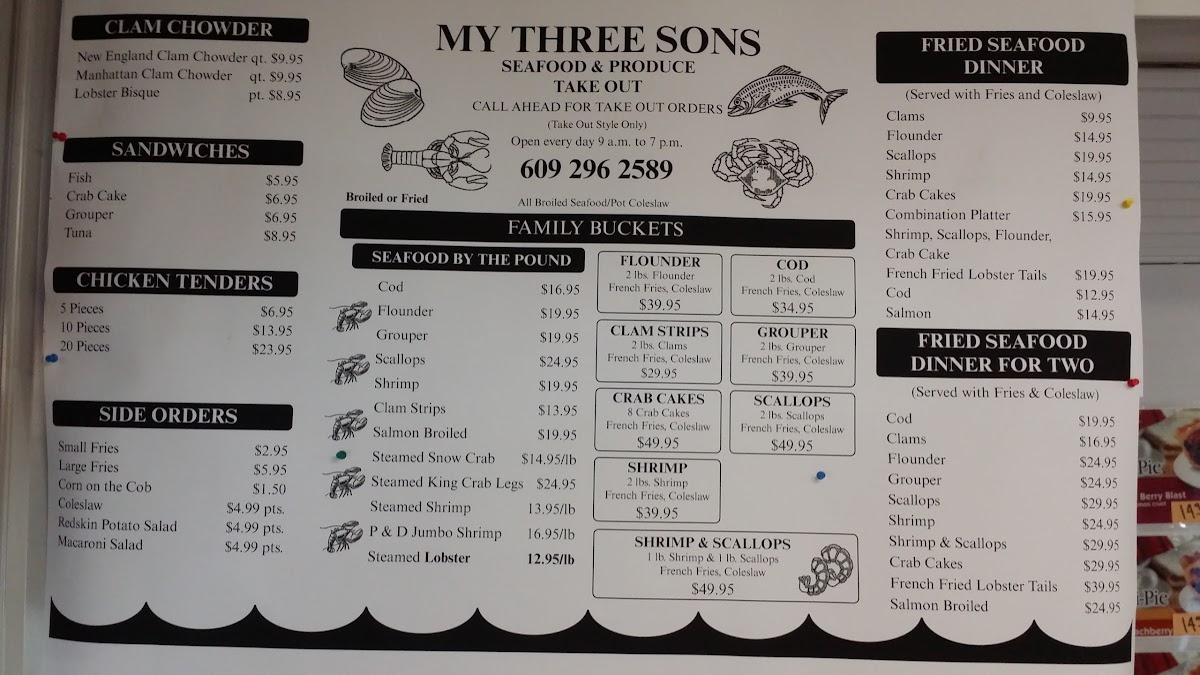 CLAM CHOWDER
New England Clam Chowder qt. $9.95
Manhattan Clam Chowder qt. $9.95
Lobster Bisque pt. $8.95
SANDWICHES
Fish $5.95
Crab Cake $6.95
Grouper $6.95
Tuna $8.95
CHICKEN TENDERS
5 Pieces $6.95
10 Pieces $13.95
20 Pieces $23.95
SIDE ORDERS
Small Fries $2.95
Large Fries $5.95
Corn on the Cob $1.50
Coleslaw $4.99 pts.
Redskin Potato Salad $4.99 pts.
Macaroni Salad $4.99 pts.
MY THREE SONS
SEAFOOD & PRODUCE
TAKE OUT
CALL AHEAD FOR TAKE OUT ORDERS
(Take Out Style Only)
Open every day 9 a.m. to 7 p.m.
609 296 2589
Broiled or Fried
All Broiled Seafood/Pot Coleslaw
FAMILY BUCKETS
SEAFOOD BY THE POUND
Cod $16.95
Flounder $19.95
Grouper $19.95
Scallops $24.95
Shrimp $19.95
Clam Strips $13.95
Salmon Broiled $19.95
Steamed Snow Crab $14.95/lb
Steamed King Crab Legs $24.95
Steamed Shrimp 13.95/lb
P & D Jumbo Shrimp 16.95/lb
Steamed Lobster 12.95/lb
FLOUNDER
2 lbs. Flounder
French Fries, Coleslaw
$39.95
COD
2 lbs. Cod
French Fries, Coleslaw
$34.95
CLAM STRIPS
2 lbs. Clams
French Fries, Coleslaw
$29.95
GROUPER
2 lbs. Grouper
French Fries, Coleslaw
$39.95
CRAB CAKES
8 Crab Cakes
French Fries, Coleslaw
$49.95
SCALLOPS
2 lbs. Scallops
French Fries, Coleslaw
$49.95
SHRIMP
2 lbs. Shrimp
French Fries, Coleslaw
$39.95
SHRIMP & SCALLOPS
1 lb. Shrimp & 1 lb. Scallops
French Fries, Coleslaw
$49.95
FRIED SEAFOOD
DINNER
(Served with Fries and Coleslaw)
Clams $9.95
Flounder $14.95
Scallops $19.95
Shrimp $14.95
Crab Cakes $19.95
Combination Platter $15.95
Shrimp, Scallops, Flounder,
Crab Cake
French Fried Lobster Tails $19.95
Cod $12.95
Salmon $14.95
FRIED SEAFOOD
DINNER FOR TWO
(Served with Fries & Coleslaw)
Cod $19.95
Clams $16.95
Flounder $24.95
Grouper $24.95
Scallops $29.95
Shrimp $24.95
Shrimp & Scallops $29.95
Crab Cakes $29.95
French Fried Lobster Tails $39.95
Salmon Broiled $24.95
Pie
Berry Blast